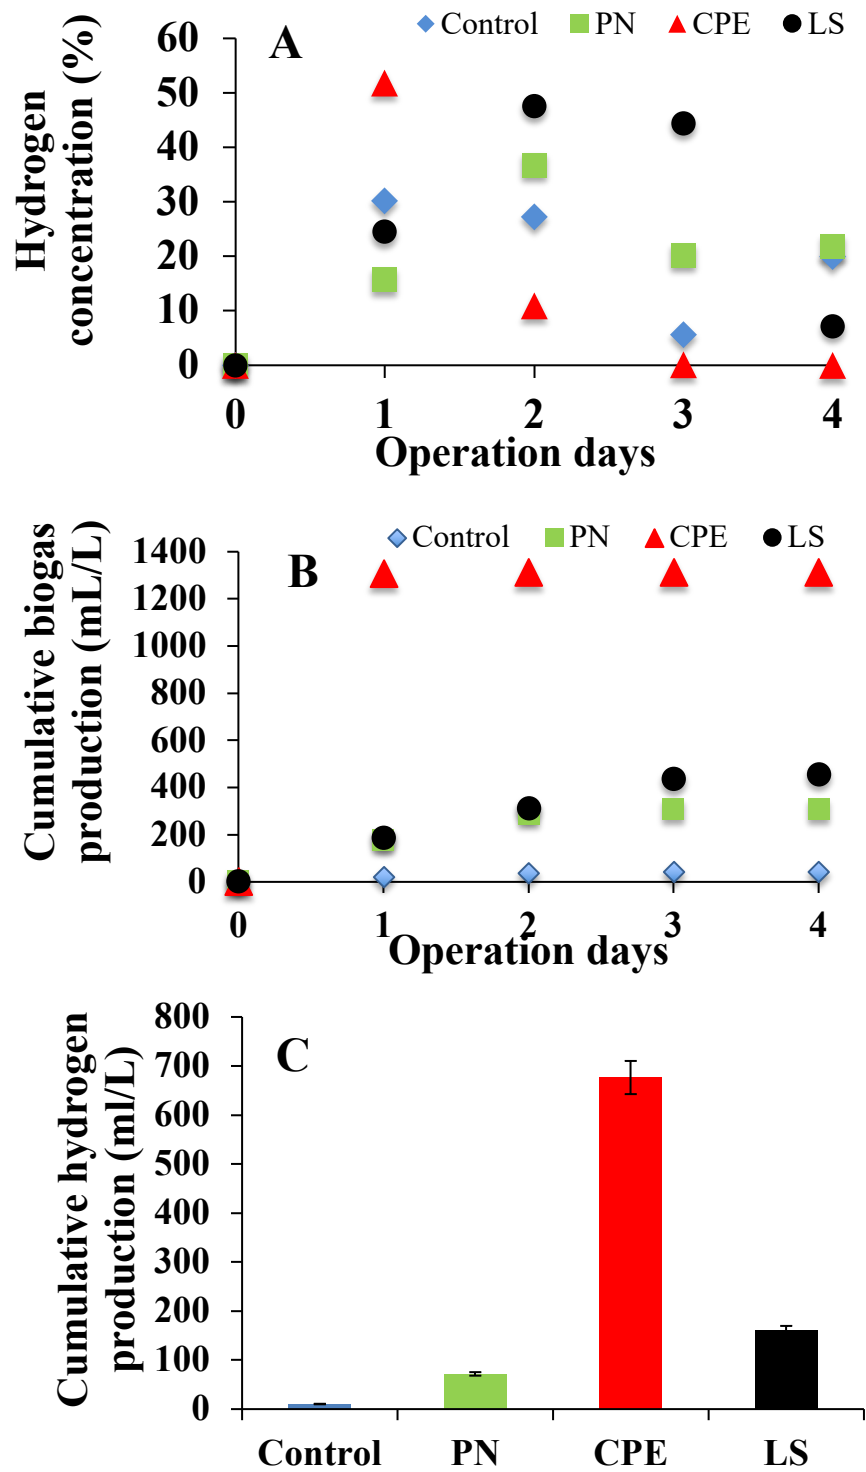 Control PN CPE LS
A
Hydrogen
concentration (%)
60
50
40
30
20
10
0
0 1 2 3 4
Operation days
Control PN CPE LS
B
Cumulative biogas
production (mL/L)
1400
1200
1000
800
600
400
200
0
0 1 2 3 4
Operation days
C
Cumulative hydrogen
production (ml/L)
800
700
600
500
400
300
200
100
0
Control PN CPE LS